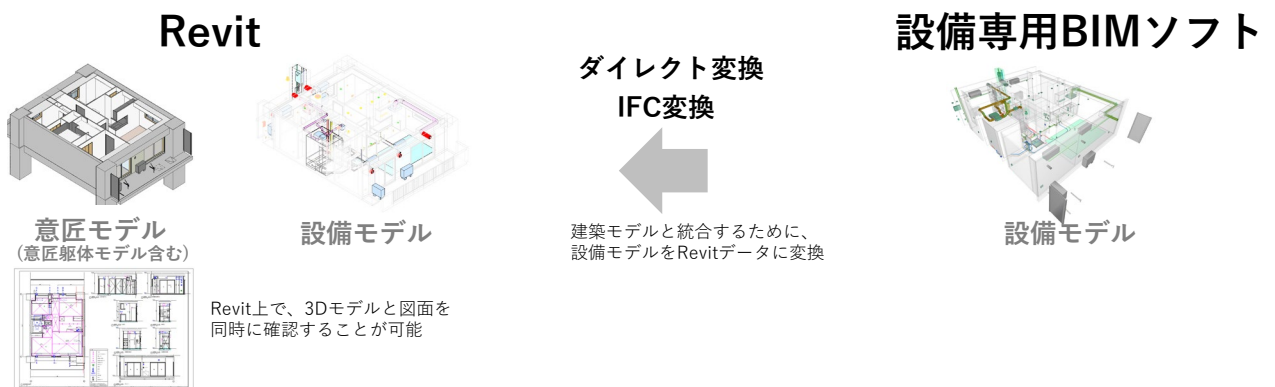 Revit
設備専用BIMソフト
ダイレクト変換
IFC変換
意匠モデル
(意匠躯体モデル含む)
設備モデル
建築モデルと統合するために、
設備モデルをRevitデータに変換
設備モデル
Revit上で、3Dモデルと図面を
同時に確認することが可能